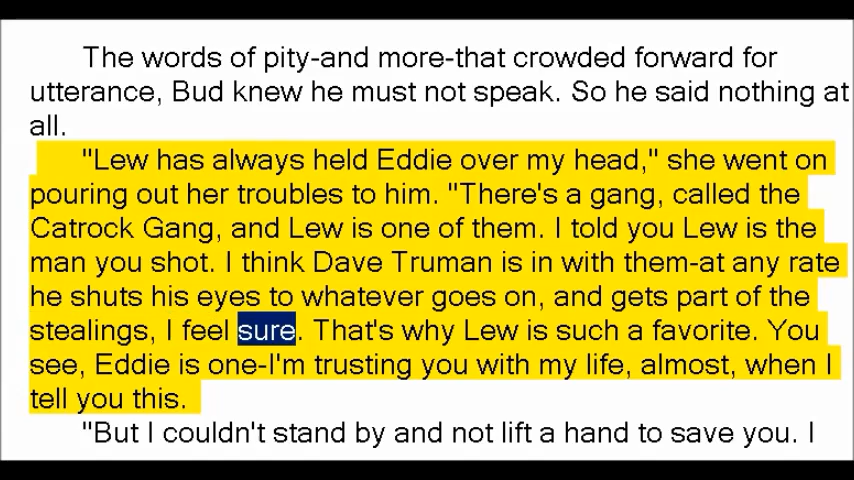 The words of pity-and more-that crowded forward for
utterance, Bud knew he must not speak. So he said nothing at
all.
"Lew has always held Eddie over my head," she went on
pouring out her troubles to him. "There's a gang, called the
Catrock Gang, and Lew is one of them. I told you Lew is the
man you shot. I think Dave Truman is in with them-at any rate
he shuts his eyes to whatever goes on, and gets part of the
stealings, I feel sure. That's why Lew is such a favorite. You
see, Eddie is one-I'm trusting you with my life, almost, when I
tell you this.
"But I couldn't stand by and not lift a hand to save you. I